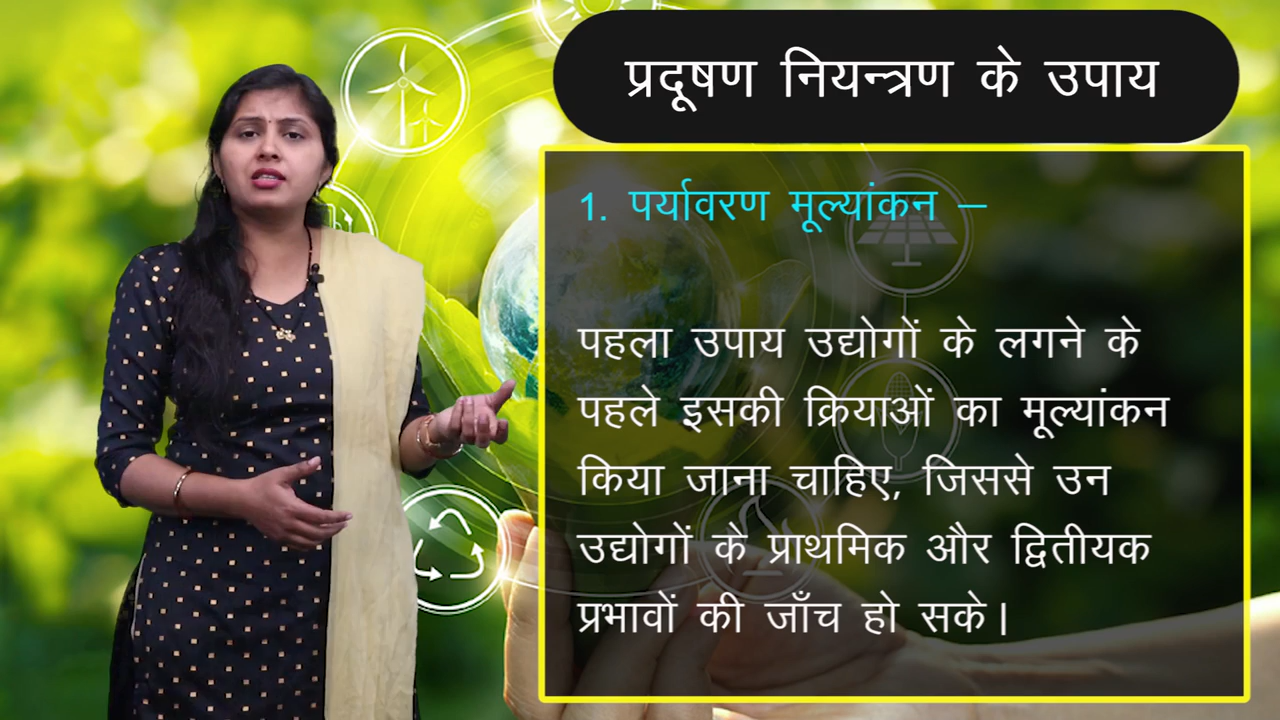 प्रदूषण नियन्त्रण के उपाय
1. पर्यावरण मूल्यांकन –
पहला उपाय उद्योगों के लगने के
पहले इसकी क्रियाओं का मूल्यांकन
किया जाना चाहिए, जिससे उन
उद्योगों के प्राथमिक और द्वितीयक
प्रभावों की जाँच हो सके।